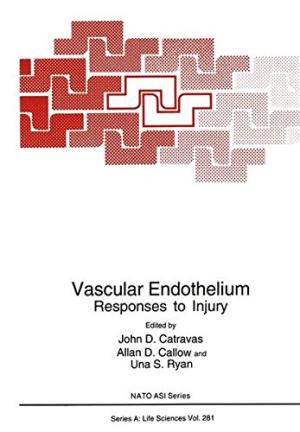 Vascular Endothelium
Responses to Injury
Edited by
John D. Catravas
Allan D. Callow and
Una S. Ryan
NATO ASI Series
Series A: Life Sciences Vol. 281